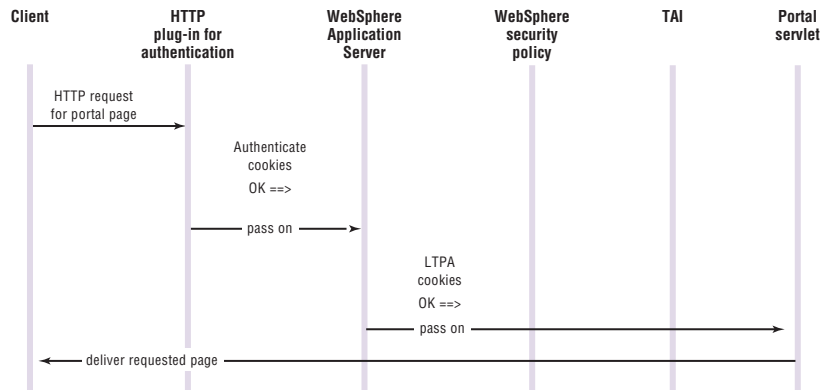 Client
HTTP
plug-in for
authentication
WebSphere
Application
Server
WebSphere
security
policy
TAI
Portal
servlet
HTTP request
for portal page
Authenticate
cookies
OK ==>
pass on
LTPA
cookies
OK ==>
pass on
deliver requested page